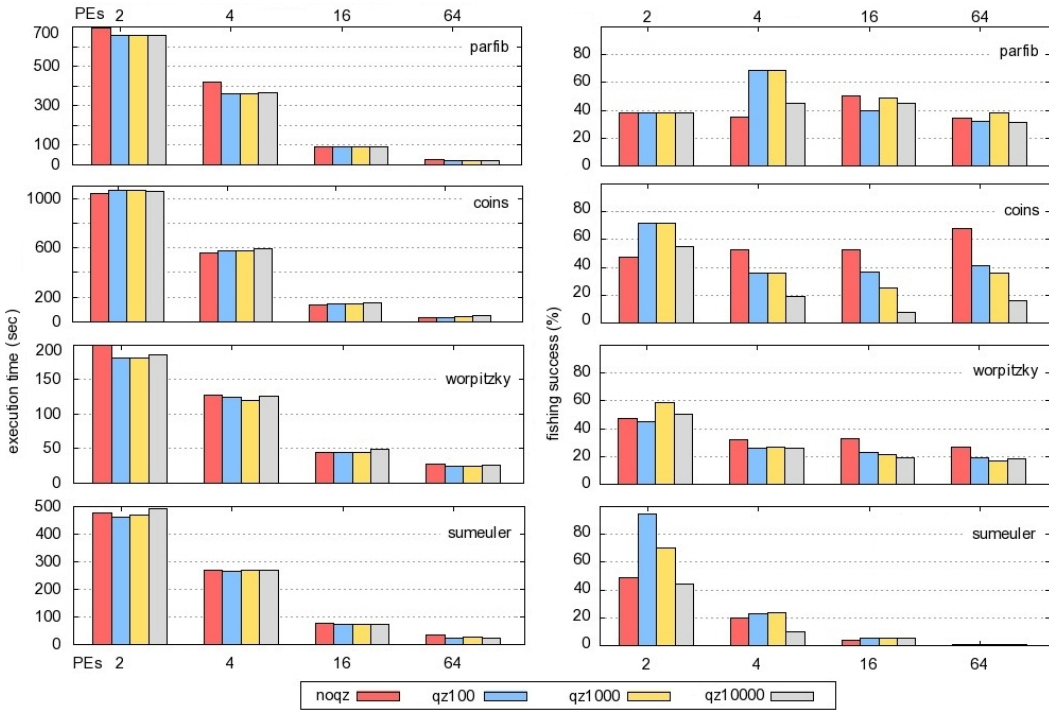 PEs 2 4 16 64
700
500
300
100
0
parfib
1000
600
200
0
coins
200
150
100
50
0
worpitzky
500
400
300
200
100
0
sumeuler
PEs 2 4 16 64
execution time (sec)
2 4 16 64
80
60
40
20
0
parfib
80
60
40
20
0
coins
80
60
40
20
0
worpitzky
80
60
40
20
0
sumeuler
2 4 16 64
fishing success (%)
noqz qz100 qz1000 qz10000